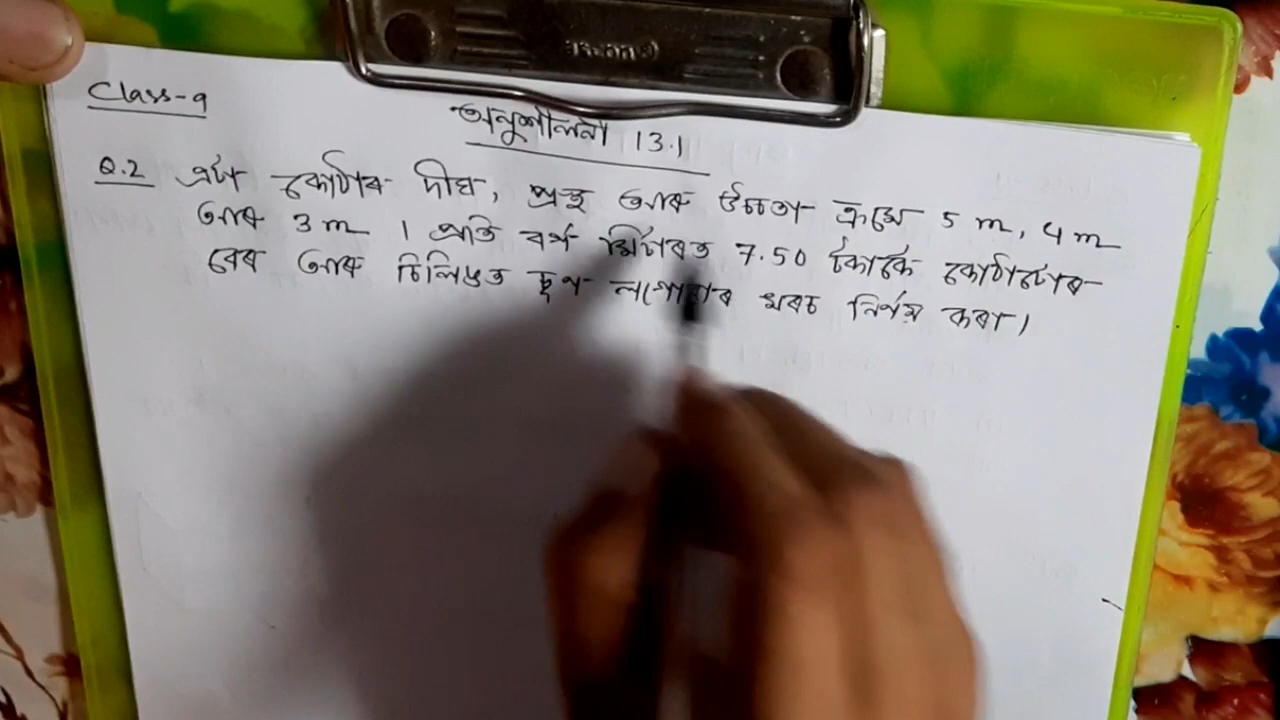 Class-9
অনুশীলনী 13.1
Q.2 এটা কোঠাৰ দীঘ, প্ৰস্থ আৰু উচ্চতা ক্ৰমে 5 m, 4 m
আৰু 3 m । প্ৰতি বৰ্গ মিটাৰত 7.50 টকাকৈ কোঠাটোৰ
বেৰ আৰু চিলিঙত চূণ লগোৱাৰ খৰচ নিৰ্ণয় কৰা।